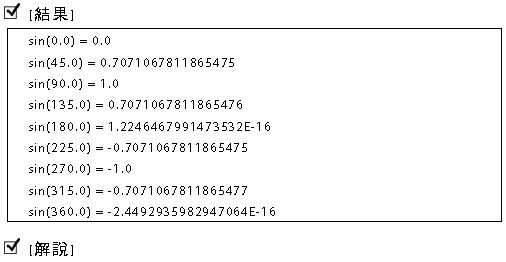 [結果]
sin(0.0) = 0.0
sin(45.0) = 0.7071067811865475
sin(90.0) = 1.0
sin(135.0) = 0.7071067811865476
sin(180.0) = 1.2246467991473532E-16
sin(225.0) = -0.7071067811865475
sin(270.0) = -1.0
sin(315.0) = -0.7071067811865477
sin(360.0) = -2.4492935982947064E-16
[解說]